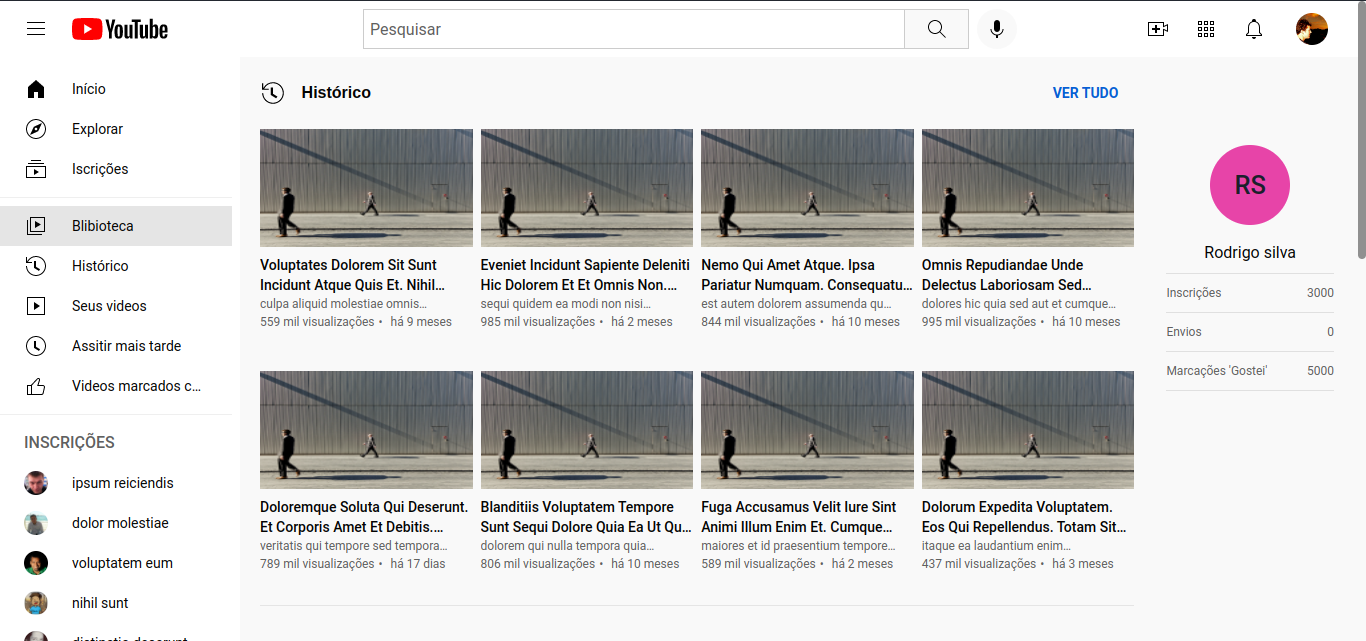 YouTube
Pesquisar
Início
Explorar
Iscrições
Blibioteca
Histórico
Seus videos
Assitir mais tarde
Videos marcados c...
INSCRIÇÕES
ipsum reiciendis
dolor molestiae
voluptatem eum
nihil sunt
distinctio deserunt
Histórico
VER TUDO
Voluptates Dolorem Sit Sunt
Incidunt Atque Quis Et. Nihil...
culpa aliquid molestiae omnis...
559 mil visualizações • há 9 meses
Eveniet Incidunt Sapiente Deleniti
Hic Dolorem Et Et Omnis Non....
sequi quidem ea modi non nisi...
985 mil visualizações • há 2 meses
Nemo Qui Amet Atque. Ipsa
Pariatur Numquam. Consequatu...
est autem dolorem assumenda qu...
844 mil visualizações • há 10 meses
Omnis Repudiandae Unde
Delectus Laboriosam Sed...
dolores hic quia sed aut et cumque...
995 mil visualizações • há 10 meses
Doloremque Soluta Qui Deserunt.
Et Corporis Amet Et Debitis....
veritatis qui tempore sed tempora...
789 mil visualizações • há 17 dias
Blanditiis Voluptatem Tempore
Sunt Sequi Dolore Quia Ea Ut Qu...
dolorem qui nulla tempora quia...
806 mil visualizações • há 10 meses
Fuga Accusamus Velit Iure Sint
Animi Illum Enim Et. Cumque...
maiores et id praesentium tempore...
589 mil visualizações • há 2 meses
Dolorum Expedita Voluptatem.
Eos Qui Repellendus. Totam Sit...
itaque ea laudantium enim...
437 mil visualizações • há 3 meses
RS
Rodrigo silva
Inscrições 3000
Envios 0
Marcações 'Gostei' 5000